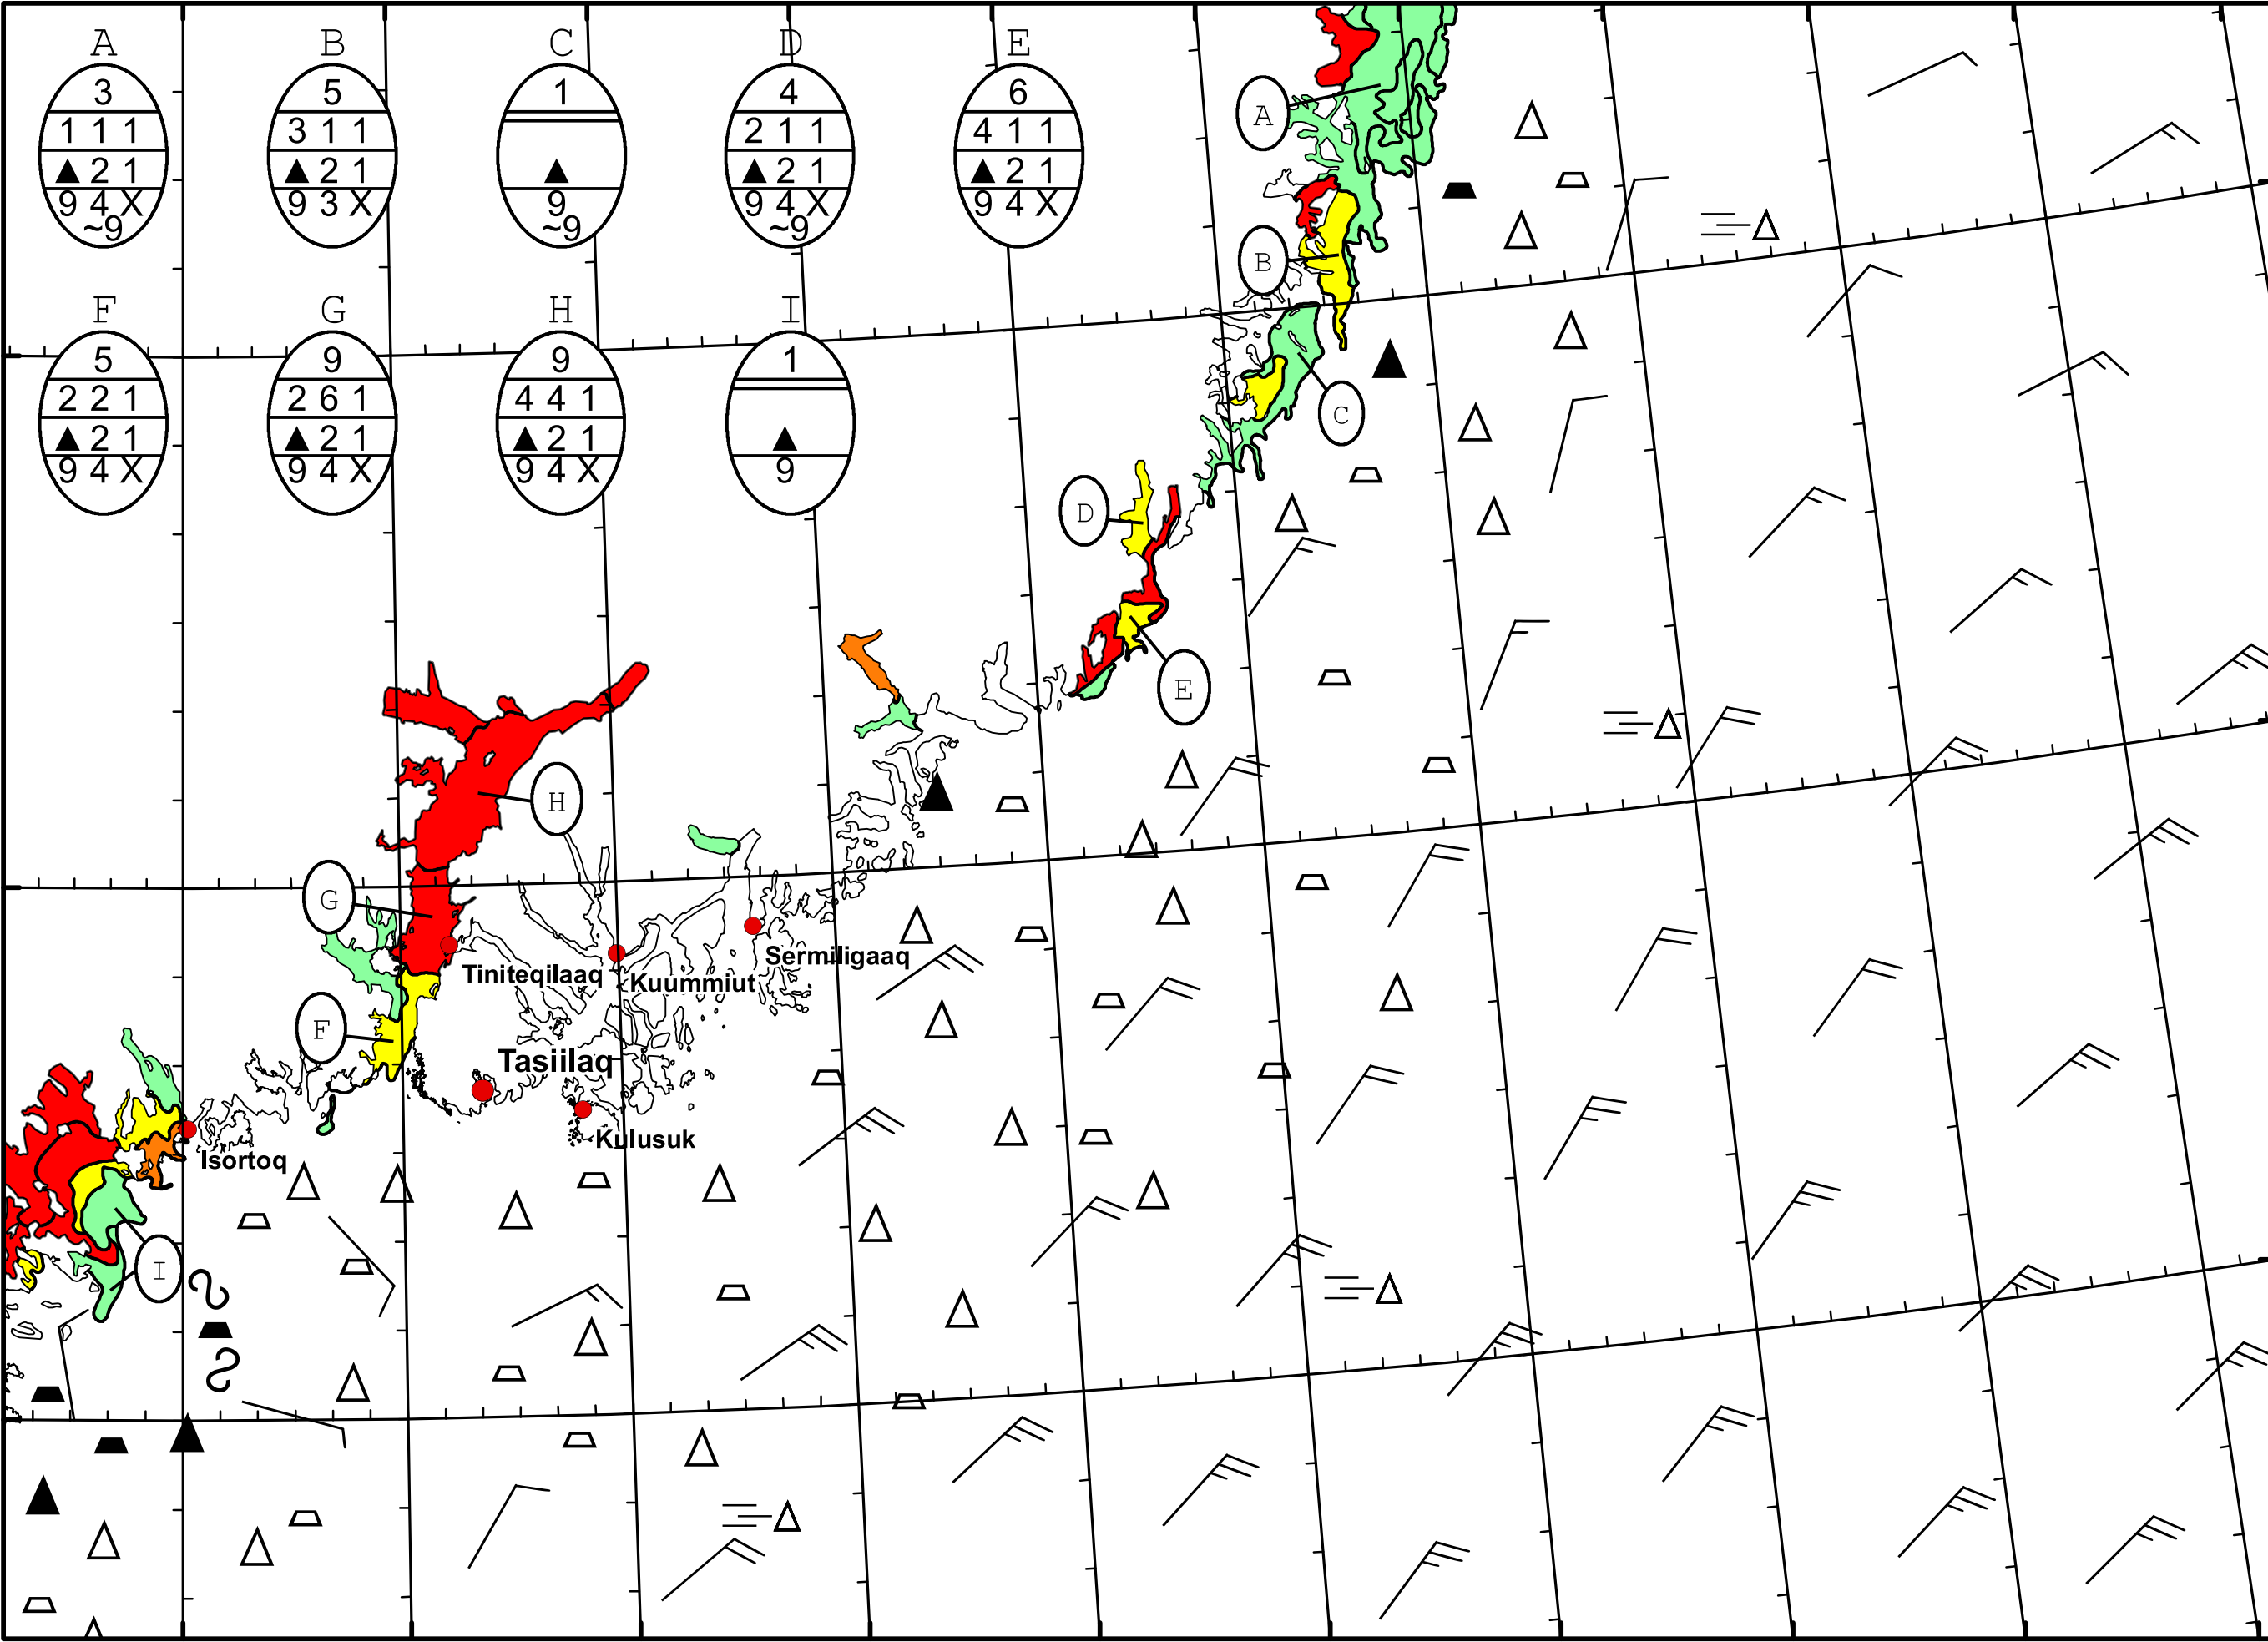 A B C D E
3 5 1 4 6
1 1 1 3 1 1 2 1 1 4 1 1
▲ 2 1 ▲ 2 1 ▲ ▲ 2 1 ▲ 2 1
9 4 X 9 3 X 9 9 4 X 9 4 X
~9 ~9 ~9
F G H I
5 9 9 1
2 2 1 2 6 1 4 4 1
▲ 2 1 ▲ 2 1 ▲ 2 1 ▲
9 4 X 9 4 X 9 4 X 9
A
B
C
D
E
H
G
Sermiligaaq
Tiniteqilaaq
Kuummiut
F
Tasiilaq
Kulusuk
Isortoq
I